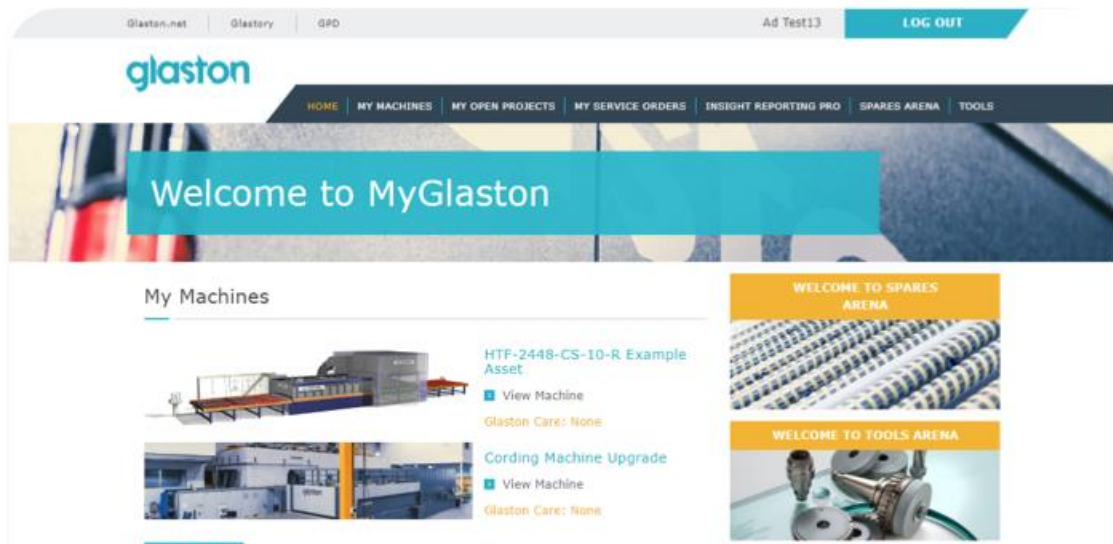 Glaston.net
Glastory
GPD
Ad Test13
LOG OUT
glaston
HOME
MY MACHINES
MY OPEN PROJECTS
MY SERVICE ORDERS
INSIGHT REPORTING PRO
SPARES ARENA
TOOLS
Welcome to MyGlaston
My Machines
HTF-2448-CS-10-R Example
Asset
View Machine
Glaston Care: None
glaston
Cording Machine Upgrade
View Machine
Glaston Care: None
WELCOME TO SPARES
ARENA
WELCOME TO TOOLS ARENA